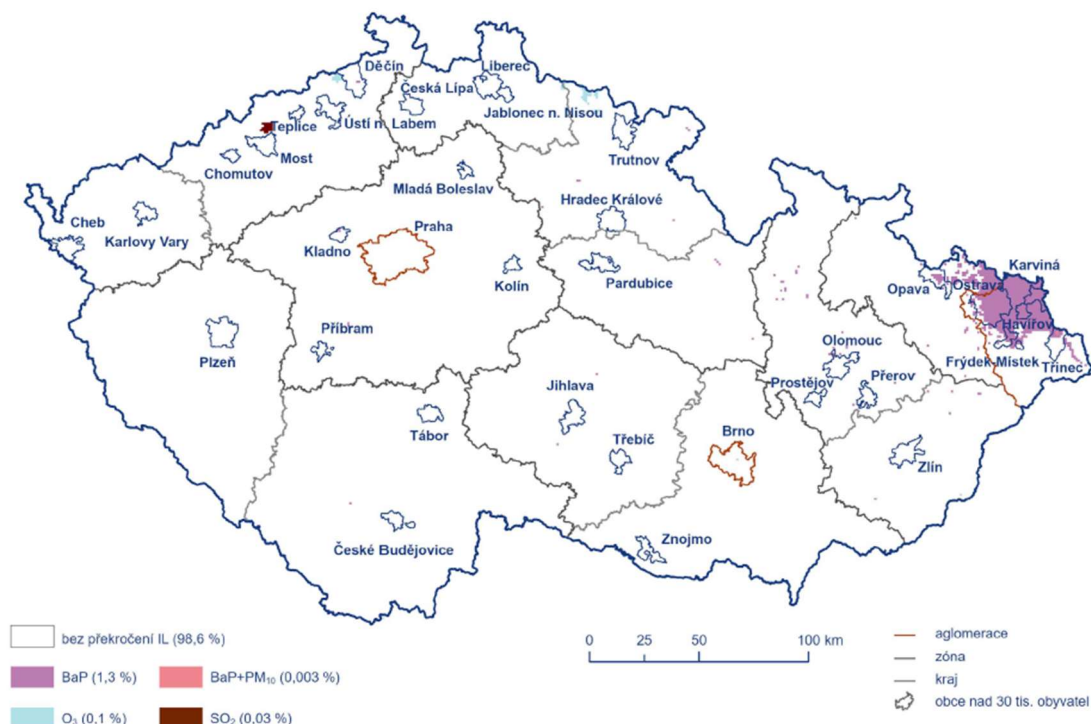 Děčín
Liberec
Česká Lípa
Jablonec n. Nisou
Teplice
Ústí n. Labem
Most
Chomutov
Trutnov
Mladá Boleslav
Cheb
Karlovy Vary
Hradec Králové
Praha
Kladno
Kolín
Pardubice
Karviná
Opava
Ostrava
Havířov
Příbram
Plzeň
Olomouc
Frýdek Místek
Třinec
Prostějov
Přerov
Jihlava
Tábor
Třebíč
Brno
Zlín
České Budějovice
Znojmo
bez překročení IL (98,6 %)
BaP (1,3 %)
BaP+PM₁₀ (0,003 %)
O₃ (0,1 %)
SO₂ (0,03 %)
0 25 50 100 km
aglomerace
zóna
kraj
obce nad 30 tis. obyvatel